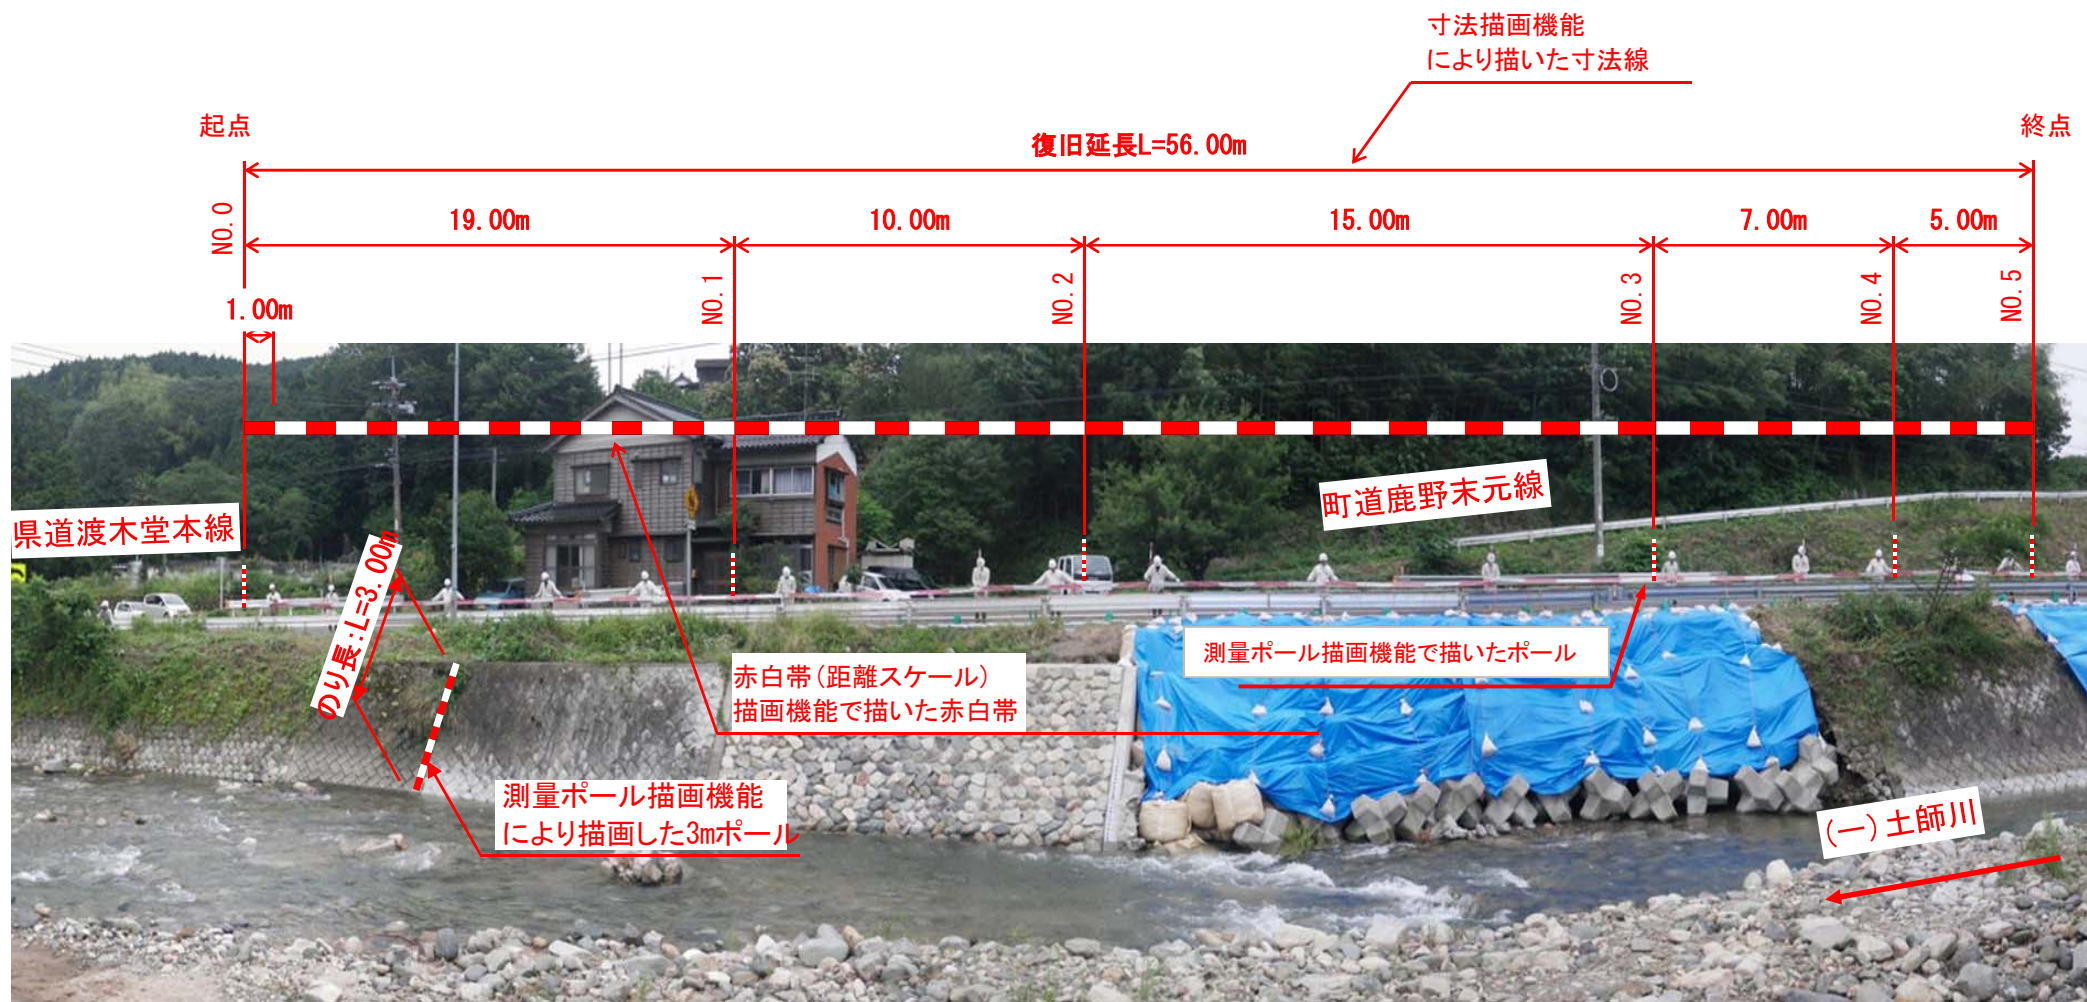 寸法描画機能
により描いた寸法線
起点
終点
復旧延長L=56.00m
NO.0
19.00m
10.00m
15.00m
7.00m
5.00m
NO.1
NO.2
NO.3
NO.4
NO.5
1.00m
県道渡木堂本線
町道鹿野末元線
のり長:L=3.00m
測量ポール描画機能で描いたポール
赤白帯(距離スケール)
描画機能で描いた赤白帯
測量ポール描画機能
により描画した3mポール
(一)土師川